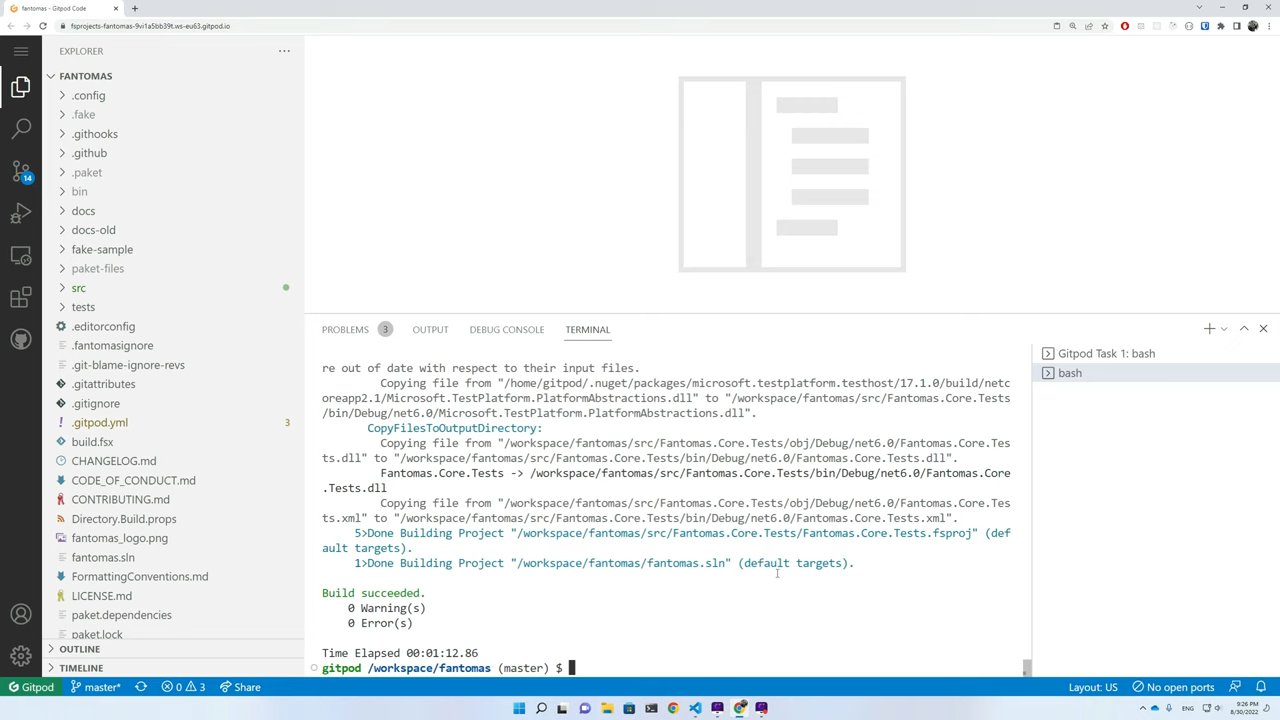 fantomas - Gitpod Code
fsprojects-fantomas-9vi1a5bb39t.ws-eu63.gitpod.io
EXPLORER
FANTOMAS
.config
.fake
.githooks
.github
.paket
bin
docs
docs-old
fake-sample
paket-files
src
tests
.editorconfig
.fantomasignore
.git-blame-ignore-revs
.gitattributes
.gitignore
.gitpod.yml 3
build.fsx
CHANGELOG.md
CODE_OF_CONDUCT.md
CONTRIBUTING.md
Directory.Build.props
fantomas_logo.png
fantomas.sln
FormattingConventions.md
LICENSE.md
paket.dependencies
paket.lock
OUTLINE
TIMELINE
14
PROBLEMS 3 OUTPUT DEBUG CONSOLE TERMINAL
re out of date with respect to their input files.
Copying file from "/home/gitpod/.nuget/packages/microsoft.testplatform.testhost/17.1.0/build/netc
oreapp2.1/Microsoft.TestPlatform.PlatformAbstractions.dll" to "/workspace/fantomas/src/Fantomas.Core.Tests
/bin/Debug/net6.0/Microsoft.TestPlatform.PlatformAbstractions.dll".
CopyFilesToOutputDirectory:
Copying file from "/workspace/fantomas/src/Fantomas.Core.Tests/obj/Debug/net6.0/Fantomas.Core.Tes
ts.dll" to "/workspace/fantomas/src/Fantomas.Core.Tests/bin/Debug/net6.0/Fantomas.Core.Tests.dll".
Fantomas.Core.Tests -> /workspace/fantomas/src/Fantomas.Core.Tests/bin/Debug/net6.0/Fantomas.Core
.Tests.dll
Copying file from "/workspace/fantomas/src/Fantomas.Core.Tests/obj/Debug/net6.0/Fantomas.Core.Tes
ts.xml" to "/workspace/fantomas/src/Fantomas.Core.Tests/bin/Debug/net6.0/Fantomas.Core.Tests.xml".
5>Done Building Project "/workspace/fantomas/src/Fantomas.Core.Tests/Fantomas.Core.Tests.fsproj" (def
ault targets).
1>Done Building Project "/workspace/fantomas/fantomas.sln" (default targets).
Build succeeded.
0 Warning(s)
0 Error(s)
Time Elapsed 00:01:12.86
gitpod /workspace/fantomas (master) $
Gitpod Task 1: bash
bash
Gitpod master* 0 3 Share
Layout: US No open ports
ENG
9:26 PM
8/30/2022